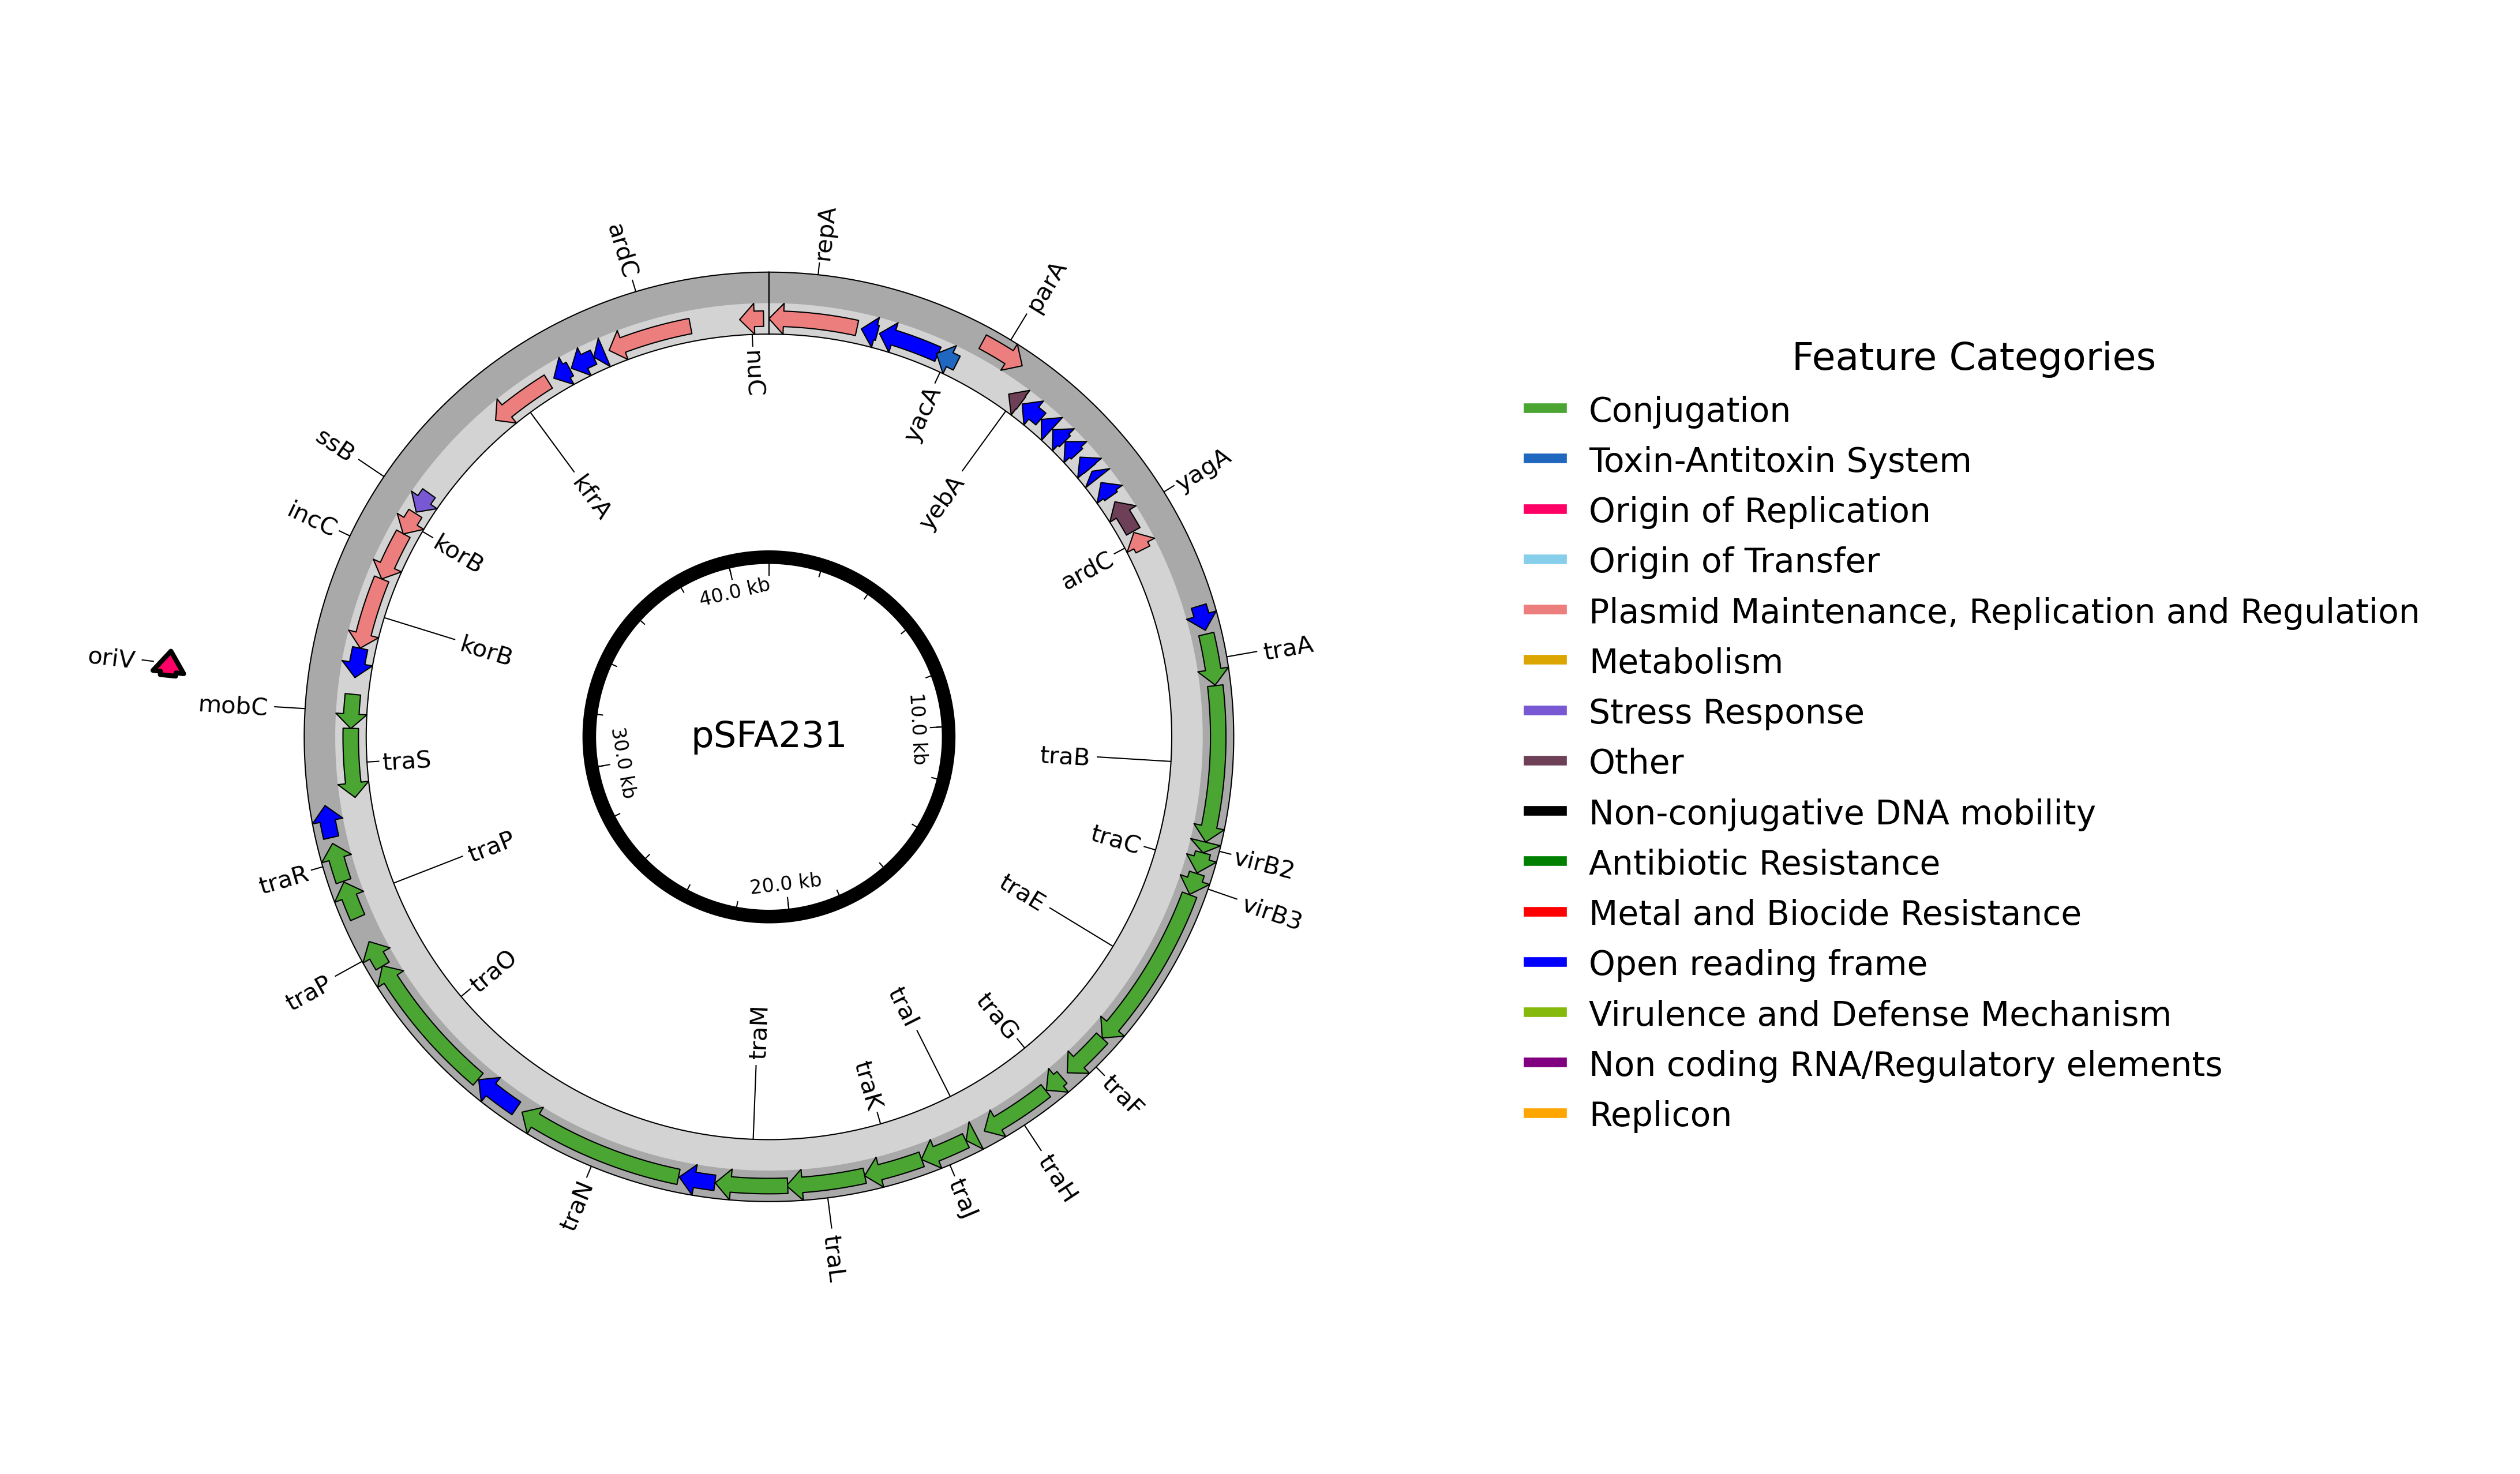 repA
parA
yagA
traA
virB2
virB3
traF
traH
traJ
traL
traN
traP
traR
mobC
oriV
incC
ssB
ardC
nuC
yacA
yebA
ardC
traB
traC
traE
traG
traI
traK
traM
traO
traP
traS
korB
korB
kfrA
10.0 kb
20.0 kb
30.0 kb
40.0 kb
pSFA231
Feature Categories
Conjugation
Toxin-Antitoxin System
Origin of Replication
Origin of Transfer
Plasmid Maintenance, Replication and Regulation
Metabolism
Stress Response
Other
Non-conjugative DNA mobility
Antibiotic Resistance
Metal and Biocide Resistance
Open reading frame
Virulence and Defense Mechanism
Non coding RNA/Regulatory elements
Replicon